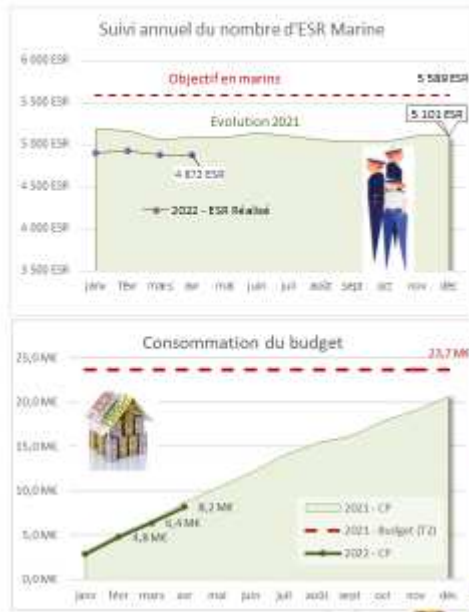 Suivi annuel du nombre d'ESR Marine
6 000 ESR
Objectif en marins
5 589 ESR
5 500 ESR
5 101 ESR
Evolution 2021
5 000 ESR
4 872 ESR
4 500 ESR
2022 - ESR Réalisé
4 000 ESR
3 500 ESR
janv févr mars avr mai juin juil août sept oct nov déc
Consommation du budget
25,0 M€
23,7 M€
20,0 M€
15,0 M€
10,0 M€
8,2 M€
6,4 M€
4,8 M€
5,0 M€
0,0 M€
2021 - CP
2021 - Budget (T2)
2022 - CP
janv févr mars avr mai juin juil août sept oct nov déc